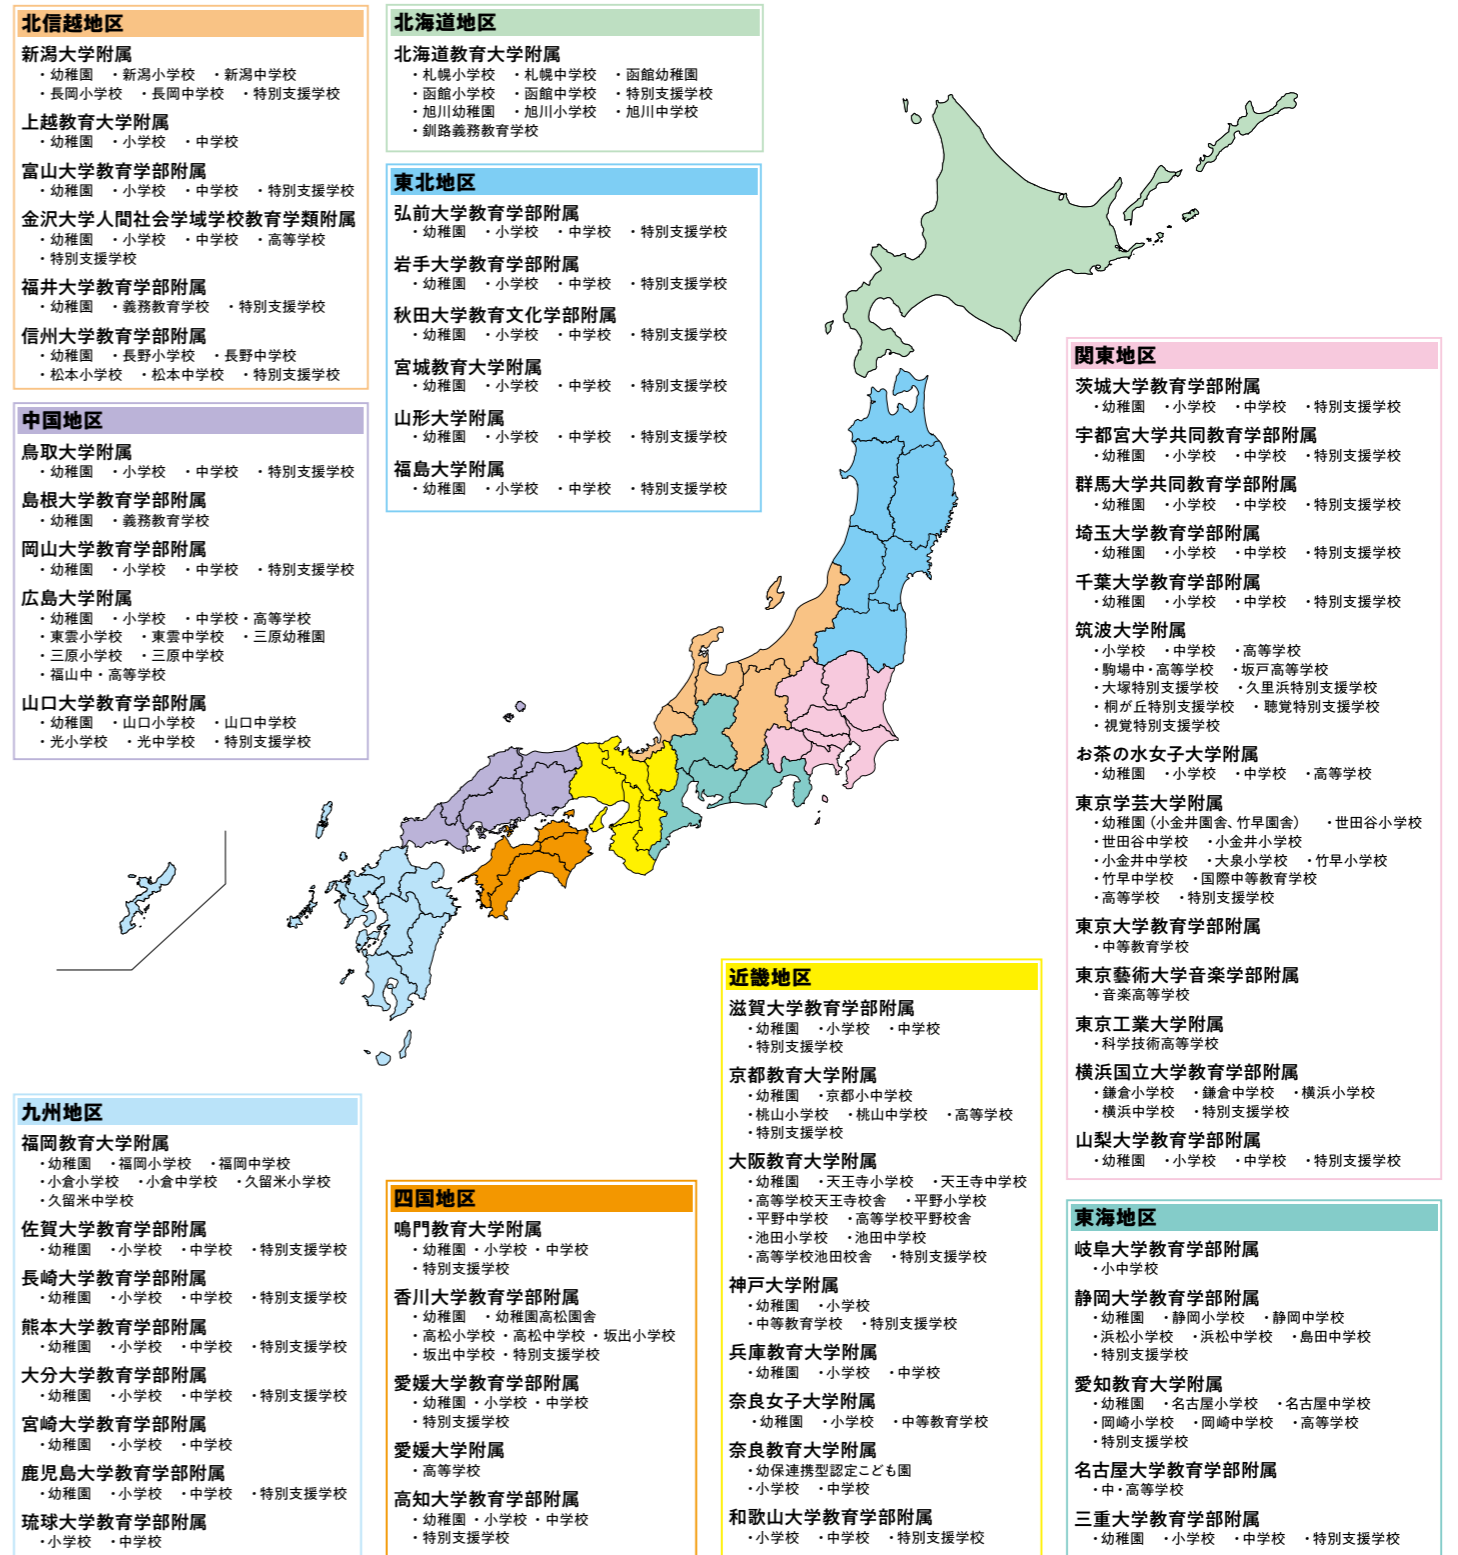 北信越地区
新潟大学附属
・幼稚園 ・新潟小学校 ・新潟中学校
・長岡小学校 ・長岡中学校 ・特別支援学校
上越教育大学附属
・幼稚園 ・小学校 ・中学校
富山大学教育学部附属
・幼稚園 ・小学校 ・中学校 ・特別支援学校
金沢大学人間社会学域学校教育学類附属
・幼稚園 ・小学校 ・中学校 ・高等学校
・特別支援学校
福井大学教育学部附属
・幼稚園 ・義務教育学校 ・特別支援学校
信州大学教育学部附属
・幼稚園 ・長野小学校 ・長野中学校
・松本小学校 ・松本中学校 ・特別支援学校
中国地区
鳥取大学附属
・幼稚園 ・小学校 ・中学校 ・特別支援学校
島根大学教育学部附属
・幼稚園 ・義務教育学校
岡山大学教育学部附属
・幼稚園 ・小学校 ・中学校 ・特別支援学校
広島大学附属
・幼稚園 ・小学校 ・中学校・高等学校
・東雲小学校 ・東雲中学校 ・三原幼稚園
・三原小学校 ・三原中学校
・福山中・高等学校
山口大学教育学部附属
・幼稚園 ・山口小学校 ・山口中学校
・光小学校 ・光中学校 ・特別支援学校
北海道地区
北海道教育大学附属
・札幌小学校 ・札幌中学校 ・函館幼稚園
・函館小学校 ・函館中学校 ・特別支援学校
・旭川幼稚園 ・旭川小学校 ・旭川中学校
・釧路義務教育学校
東北地区
弘前大学教育学部附属
・幼稚園 ・小学校 ・中学校 ・特別支援学校
岩手大学教育学部附属
・幼稚園 ・小学校 ・中学校 ・特別支援学校
秋田大学教育文化学部附属
・幼稚園 ・小学校 ・中学校 ・特別支援学校
宮城教育大学附属
・幼稚園 ・小学校 ・中学校 ・特別支援学校
山形大学附属
・幼稚園 ・小学校 ・中学校 ・特別支援学校
福島大学附属
・幼稚園 ・小学校 ・中学校 ・特別支援学校
関東地区
茨城大学教育学部附属
・幼稚園 ・小学校 ・中学校 ・特別支援学校
宇都宮大学共同教育学部附属
・幼稚園 ・小学校 ・中学校 ・特別支援学校
群馬大学共同教育学部附属
・幼稚園 ・小学校 ・中学校 ・特別支援学校
埼玉大学教育学部附属
・幼稚園 ・小学校 ・中学校 ・特別支援学校
千葉大学教育学部附属
・幼稚園 ・小学校 ・中学校 ・特別支援学校
筑波大学附属
・小学校 ・中学校 ・高等学校
・駒場中・高等学校 ・坂戸高等学校
・大塚特別支援学校 ・久里浜特別支援学校
・桐が丘特別支援学校 ・聴覚特別支援学校
・視覚特別支援学校
お茶の水女子大学附属
・幼稚園 ・小学校 ・中学校 ・高等学校
東京学芸大学附属
・幼稚園（小金井園舎、竹早園舎） ・世田谷小学校
・世田谷中学校 ・小金井小学校
・小金井中学校 ・大泉小学校 ・竹早小学校
・竹早中学校 ・国際中等教育学校
・高等学校 ・特別支援学校
東京大学教育学部附属
・中等教育学校
東京藝術大学音楽学部附属
・音楽高等学校
東京工業大学附属
・科学技術高等学校
横浜国立大学教育学部附属
・鎌倉小学校 ・鎌倉中学校 ・横浜小学校
・横浜中学校 ・特別支援学校
山梨大学教育学部附属
・幼稚園 ・小学校 ・中学校 ・特別支援学校
九州地区
福岡教育大学附属
・幼稚園 ・福岡小学校 ・福岡中学校
・小倉小学校 ・小倉中学校 ・久留米小学校
・久留米中学校
佐賀大学教育学部附属
・幼稚園 ・小学校 ・中学校 ・特別支援学校
長崎大学教育学部附属
・幼稚園 ・小学校 ・中学校 ・特別支援学校
熊本大学教育学部附属
・幼稚園 ・小学校 ・中学校 ・特別支援学校
大分大学教育学部附属
・幼稚園 ・小学校 ・中学校 ・特別支援学校
宮崎大学教育学部附属
・幼稚園 ・小学校 ・中学校
鹿児島大学教育学部附属
・幼稚園 ・小学校 ・中学校 ・特別支援学校
琉球大学教育学部附属
・小学校 ・中学校
四国地区
鳴門教育大学附属
・幼稚園 ・小学校 ・中学校
・特別支援学校
香川大学教育学部附属
・幼稚園 ・幼稚園高松園舎
・高松小学校 ・高松中学校 ・坂出小学校
・坂出中学校 ・特別支援学校
愛媛大学教育学部附属
・幼稚園 ・小学校 ・中学校
・特別支援学校
愛媛大学附属
・高等学校
高知大学教育学部附属
・幼稚園 ・小学校 ・中学校
・特別支援学校
近畿地区
滋賀大学教育学部附属
・幼稚園 ・小学校 ・中学校
・特別支援学校
京都教育大学附属
・幼稚園 ・京都小中学校
・桃山小学校 ・桃山中学校 ・高等学校
・特別支援学校
大阪教育大学附属
・幼稚園 ・天王寺小学校 ・天王寺中学校
・高等学校天王寺校舎 ・平野小学校
・平野中学校 ・高等学校平野校舎
・池田小学校 ・池田中学校
・高等学校池田校舎 ・特別支援学校
神戸大学附属
・幼稚園 ・小学校
・中等教育学校 ・特別支援学校
兵庫教育大学附属
・幼稚園 ・小学校 ・中学校
奈良女子大学附属
・幼稚園 ・小学校 ・中等教育学校
奈良教育大学附属
・幼保連携型認定こども園
・小学校 ・中学校
和歌山大学教育学部附属
・小学校 ・中学校 ・特別支援学校
東海地区
岐阜大学教育学部附属
・小中学校
静岡大学教育学部附属
・幼稚園 ・静岡小学校 ・静岡中学校
・浜松小学校 ・浜松中学校 ・島田中学校
・特別支援学校
愛知教育大学附属
・幼稚園 ・名古屋小学校 ・名古屋中学校
・岡崎小学校 ・岡崎中学校 ・高等学校
・特別支援学校
名古屋大学教育学部附属
・中・高等学校
三重大学教育学部附属
・幼稚園 ・小学校 ・中学校 ・特別支援学校